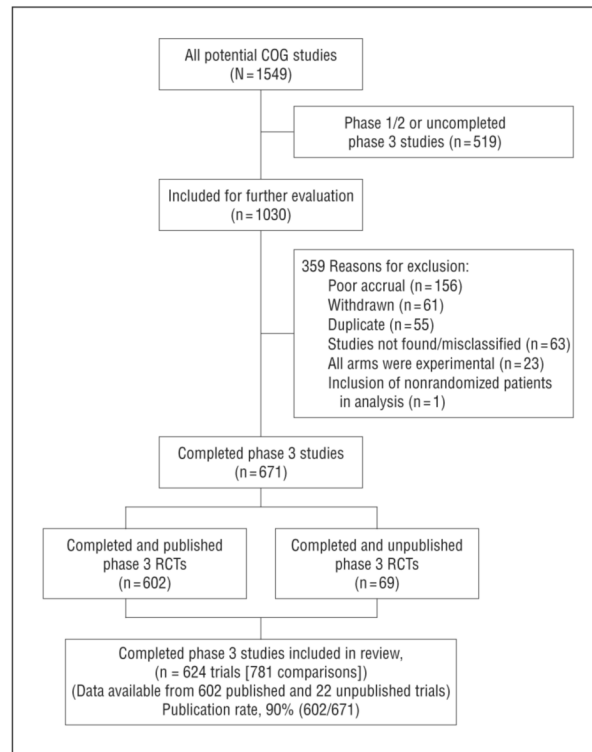 All potential COG studies
(N = 1549)
Phase 1/2 or uncompleted
phase 3 studies (n = 519)
Included for further evaluation
(n = 1030)
359 Reasons for exclusion:
Poor accrual (n = 156)
Withdrawn (n = 61)
Duplicate (n = 55)
Studies not found/misclassified (n = 63)
All arms were experimental (n = 23)
Inclusion of nonrandomized patients
in analysis (n = 1)
Completed phase 3 studies
(n = 671)
Completed and published
phase 3 RCTs
(n = 602)
Completed and unpublished
phase 3 RCTs
(n = 69)
Completed phase 3 studies included in review,
(n = 624 trials [781 comparisons])
(Data available from 602 published and 22 unpublished trials)
Publication rate, 90% (602/671)